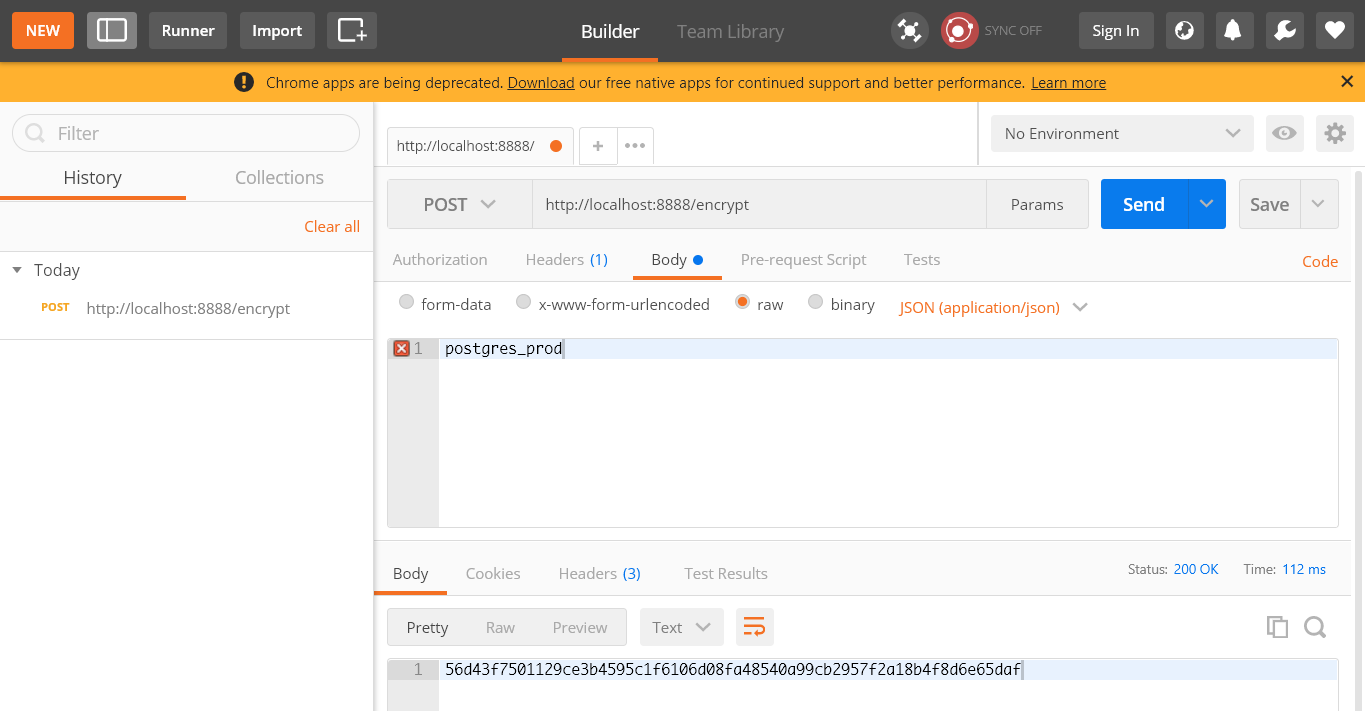 NEW Runner Import Builder Team Library SYNC OFF Sign In
Chrome apps are being deprecated. Download our free native apps for continued support and better performance. Learn more
Filter
History Collections
Clear all
Today
POST http://localhost:8888/encrypt
http://localhost:8888/ + ••• No Environment
POST http://localhost:8888/encrypt Params Send Save
Authorization Headers (1) Body Pre-request Script Tests Code
form-data x-www-form-urlencoded raw binary JSON (application/json)
1 postgres_prod
Body Cookies Headers (3) Test Results Status: 200 OK Time: 112 ms
Pretty Raw Preview Text
1 56d43f7501129ce3b4595c1f6106d08fa48540a99cb2957f2a18b4f8d6e65daf